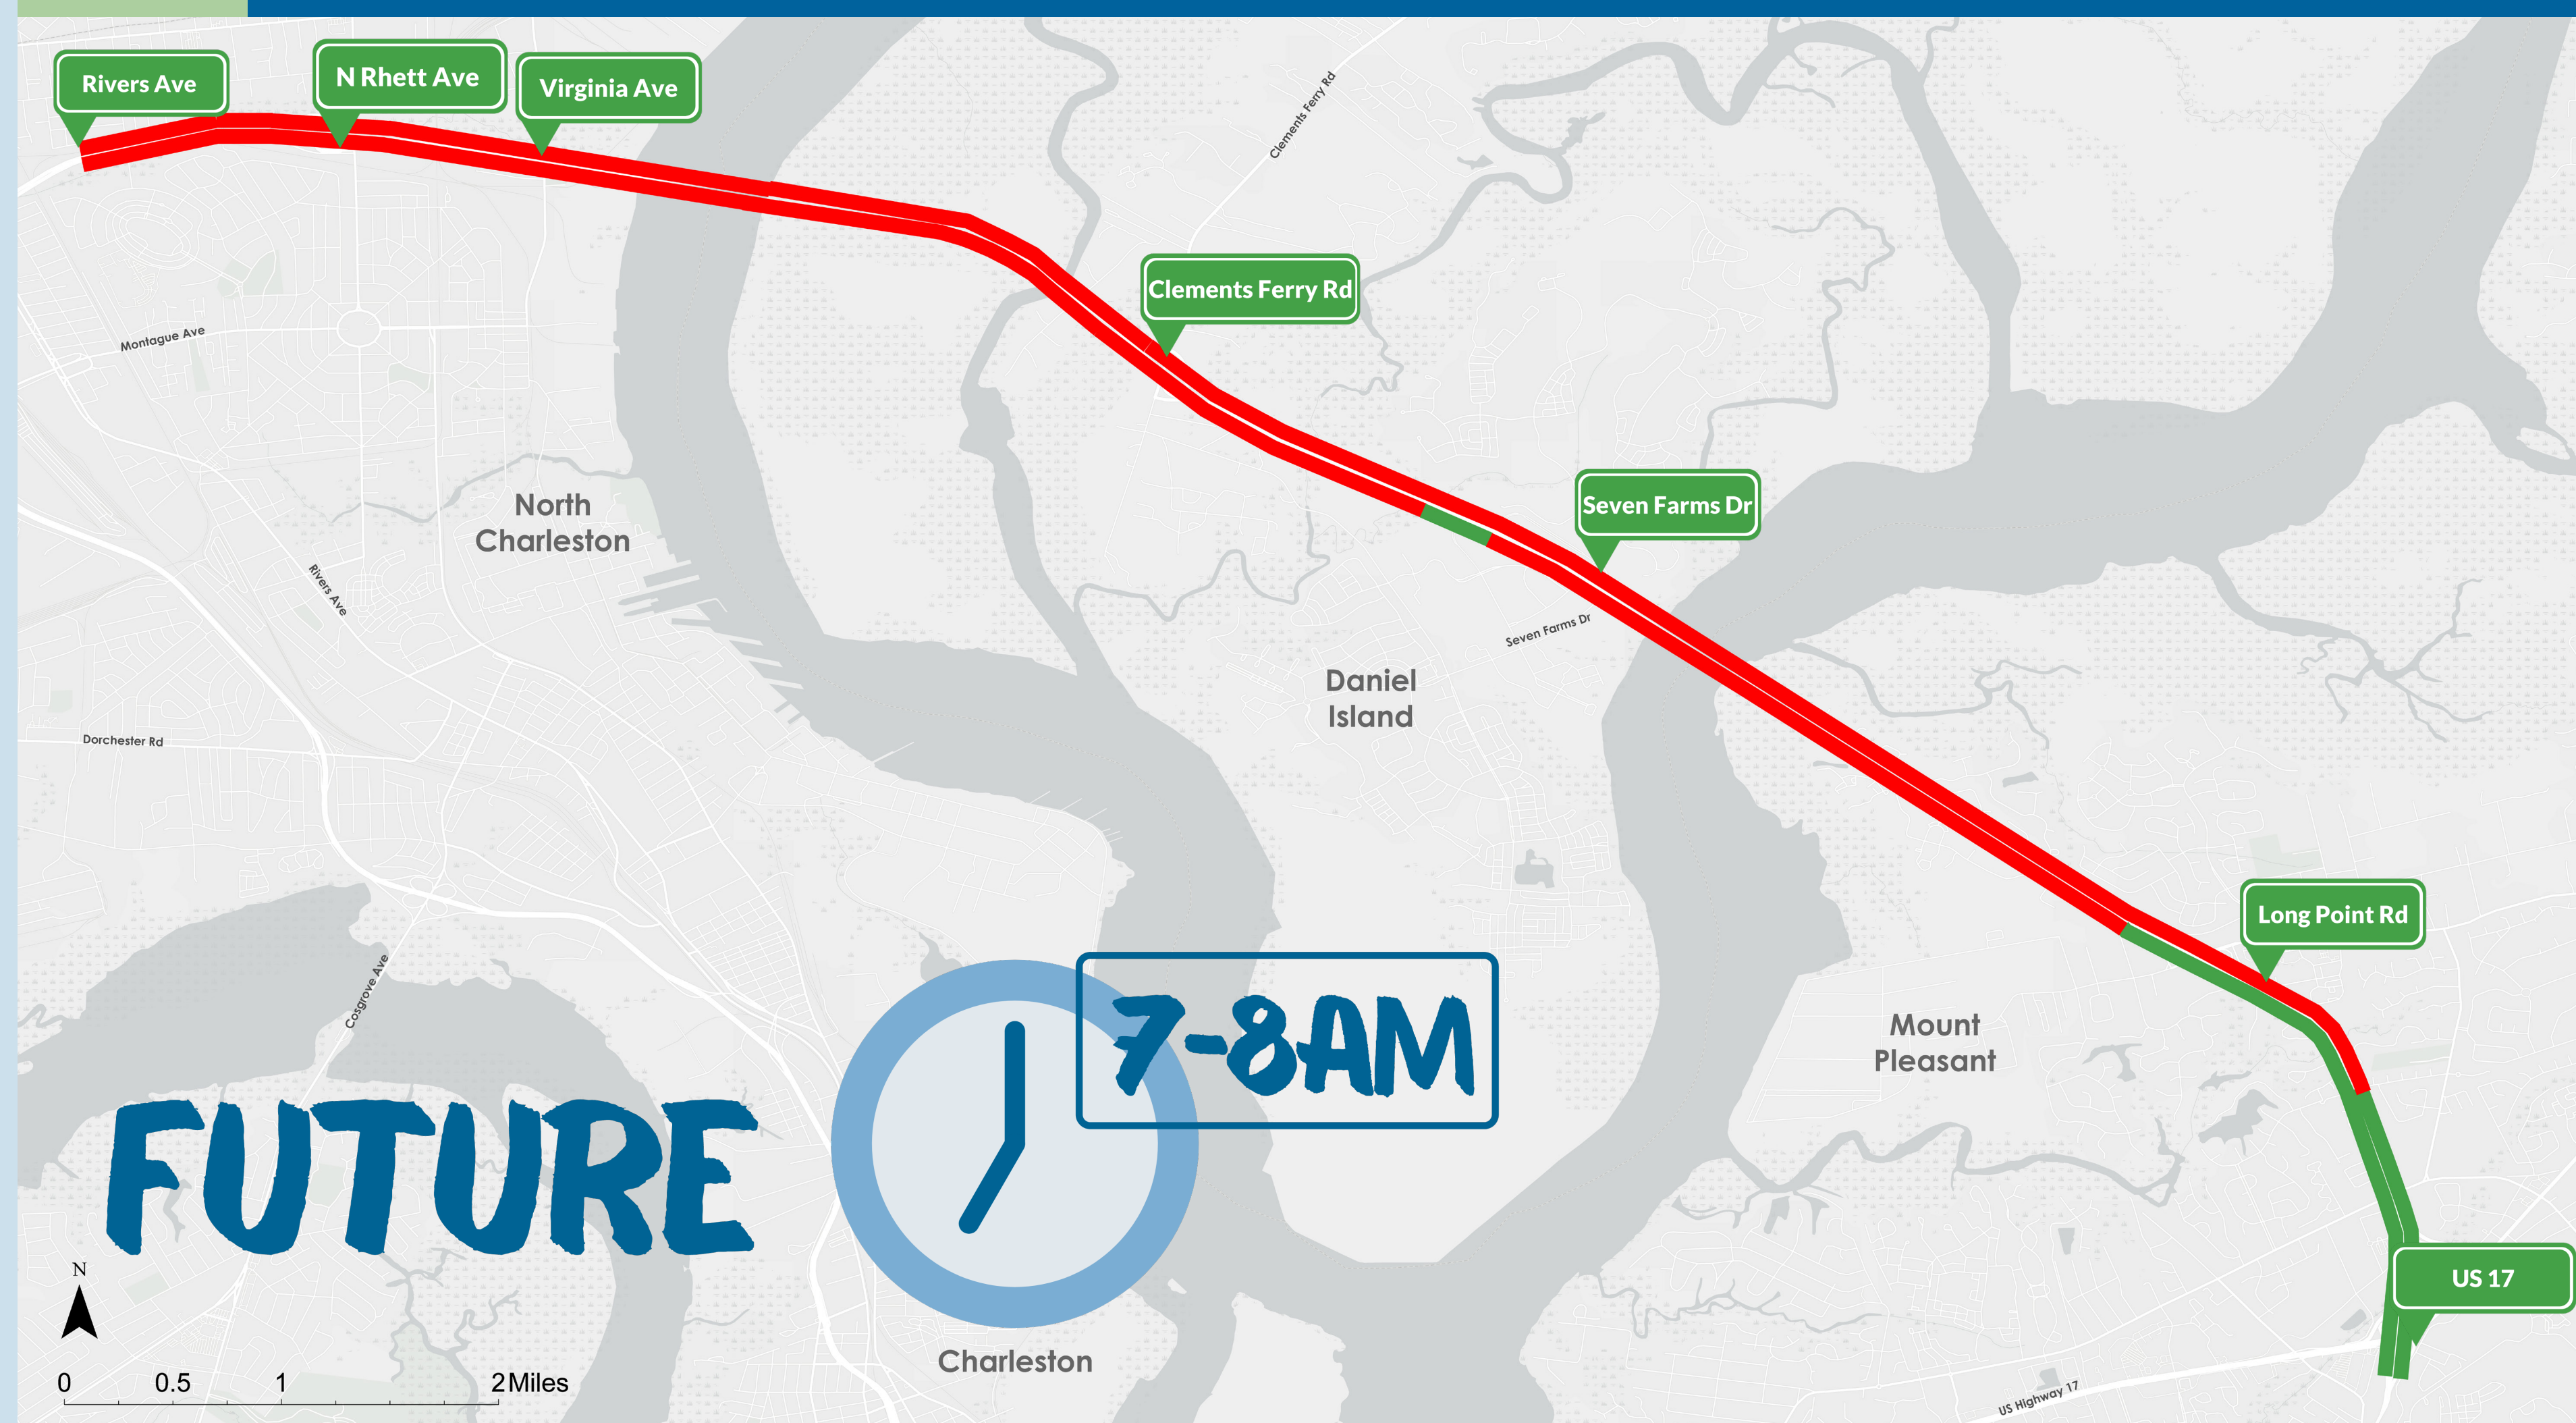 Rivers Ave
N Rhett Ave
Virginia Ave
Clements Ferry Rd
Clements Ferry Rd
Montague Ave
North
Charleston
Seven Farms Dr
Rivers Ave
Seven Farms Dr
Daniel
Island
Dorchester Rd
Long Point Rd
Cosgrove Ave
7-8AM
Mount
Pleasant
FUTURE
N
US 17
Charleston
0 0.5 1 2 Miles
US Highway 17